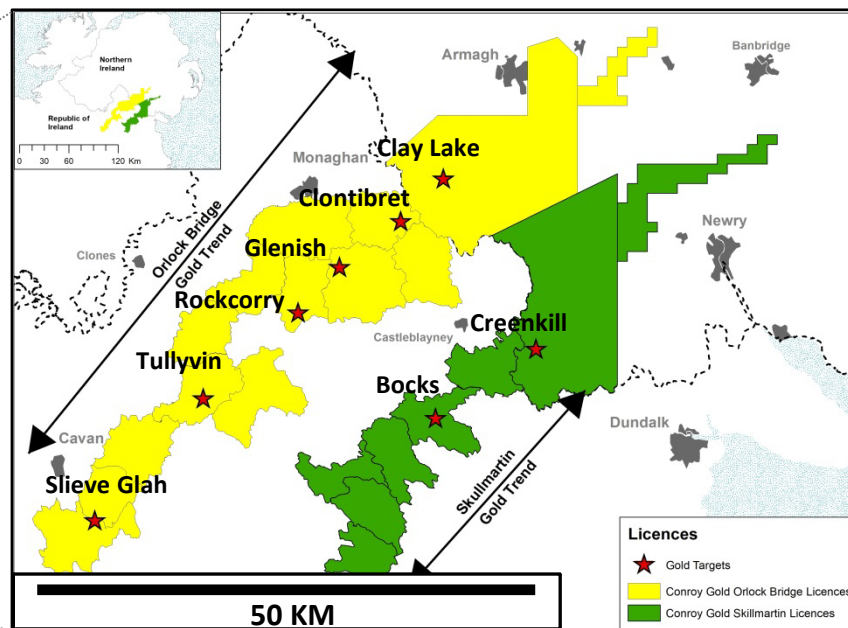 Northern
Ireland
Republic of
Ireland
0 30 60 120 Km
Armagh
Banbridge
Monaghan
Clay Lake
Clontibret
Newry
Clones
Orlock Bridge
Gold Trend
Glenish
Rockcorry
Castleblayney
Creenkill
Tullyvin
Bocks
Cavan
Dundalk
Slieve Glah
Skullmartin
Gold Trend
Licences
Gold Targets
Conroy Gold Orlock Bridge Licences
Conroy Gold Skillmartin Licences
50 KM